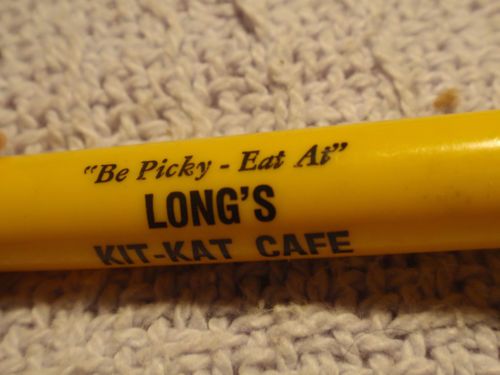 "Be Picky - Eat At"
LONG'S
KIT-KAT CAFE